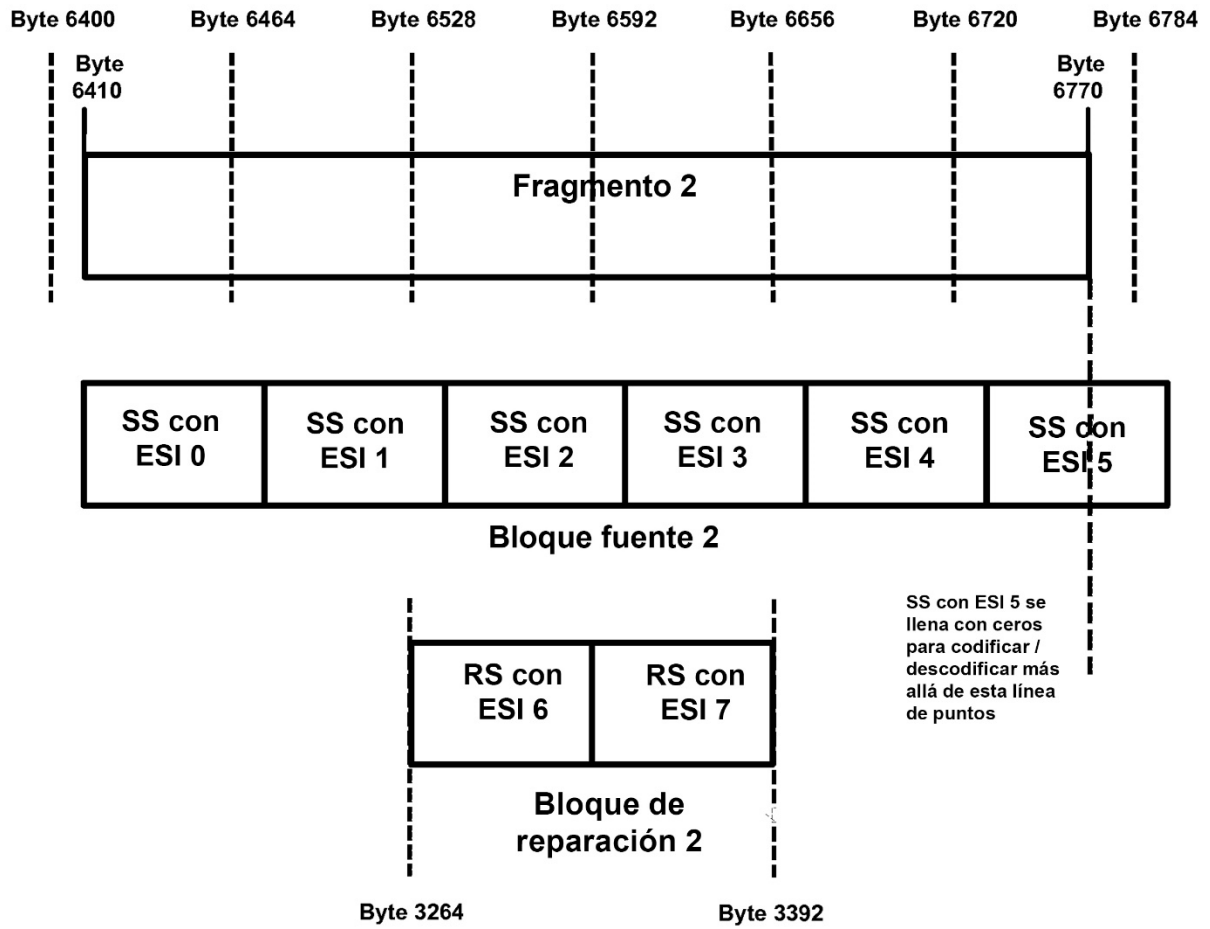 Byte 6400 Byte 6464 Byte 6528 Byte 6592 Byte 6656 Byte 6720 Byte 6784
Byte
6410
Byte
6770
Fragmento 2
SS con
ESI 0
SS con
ESI 1
SS con
ESI 2
SS con
ESI 3
SS con
ESI 4
SS con
ESI 5
Bloque fuente 2
SS con ESI 5 se
llena con ceros
para codificar /
descodificar más
allá de esta línea
de puntos
RS con
ESI 6
RS con
ESI 7
Bloque de
reparación 2
Byte 3264 Byte 3392